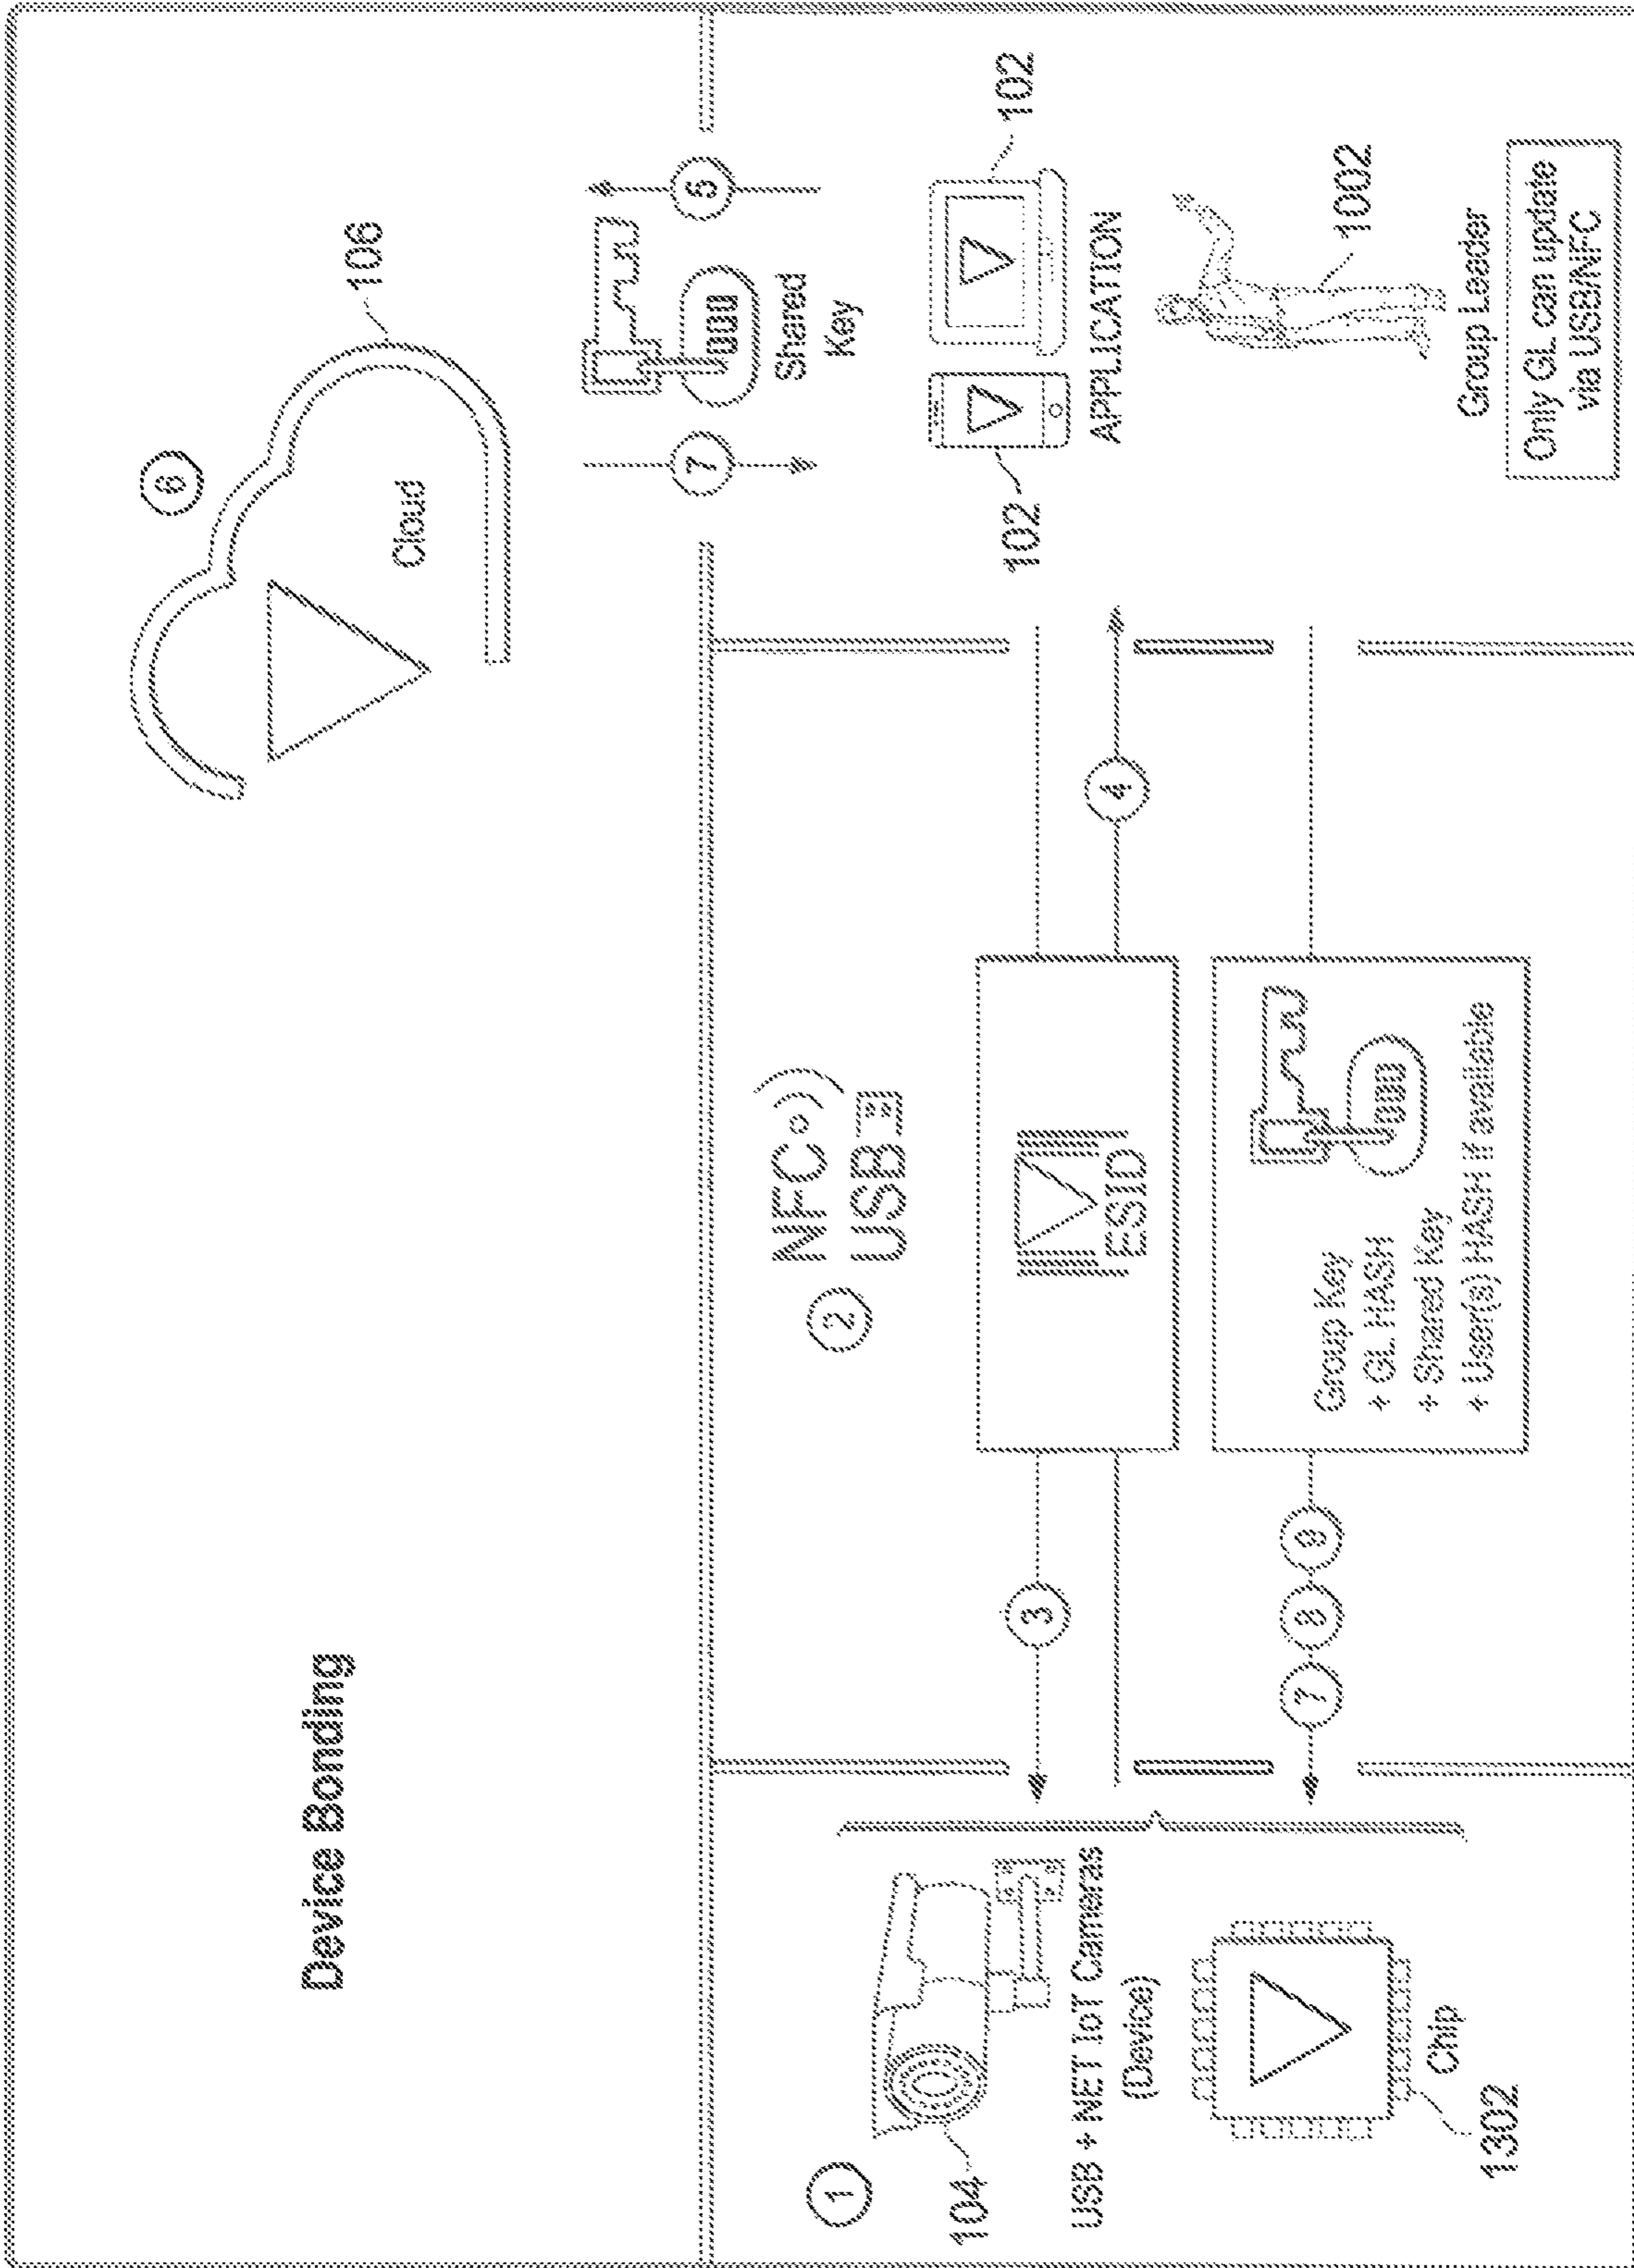 Device Bonding
6
Cloud
106
7
5
Shared
Key
1
104
USB + NET IoT Cameras
(Device)
Chip
1302
2
NFC
USB
3
ESID
4
7
8
9
Group Key
+ GL HASH
+ Shared Key
+ User(s) HASH if available
102
102
APPLICATION
1002
Group Leader
Only GL can update
via USB/NFC